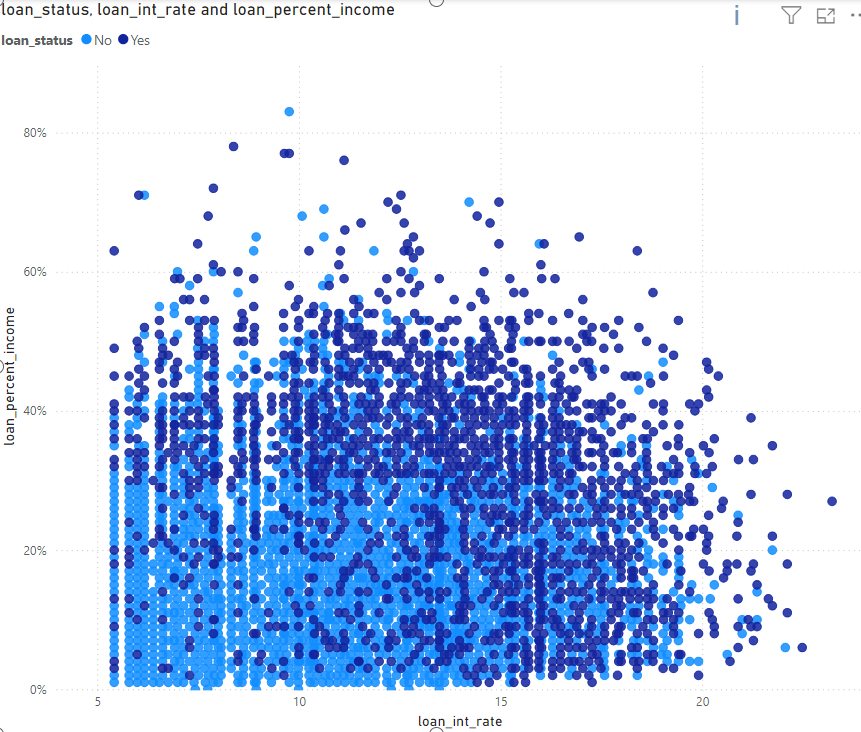 loan_status, loan_int_rate and loan_percent_income
loan_status No Yes
80%
60%
40%
20%
0%
loan_percent_income
5 10 15 20
loan_int_rate